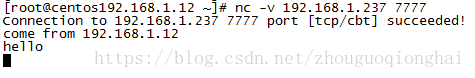 [root@centos192.168.1.12 ~]# nc -v 192.168.1.237 7777
Connection to 192.168.1.237 7777 port [tcp/cbt] succeeded!
come from 192.168.1.12
hello
https://blog.csdn.net/zhouguoqionghai